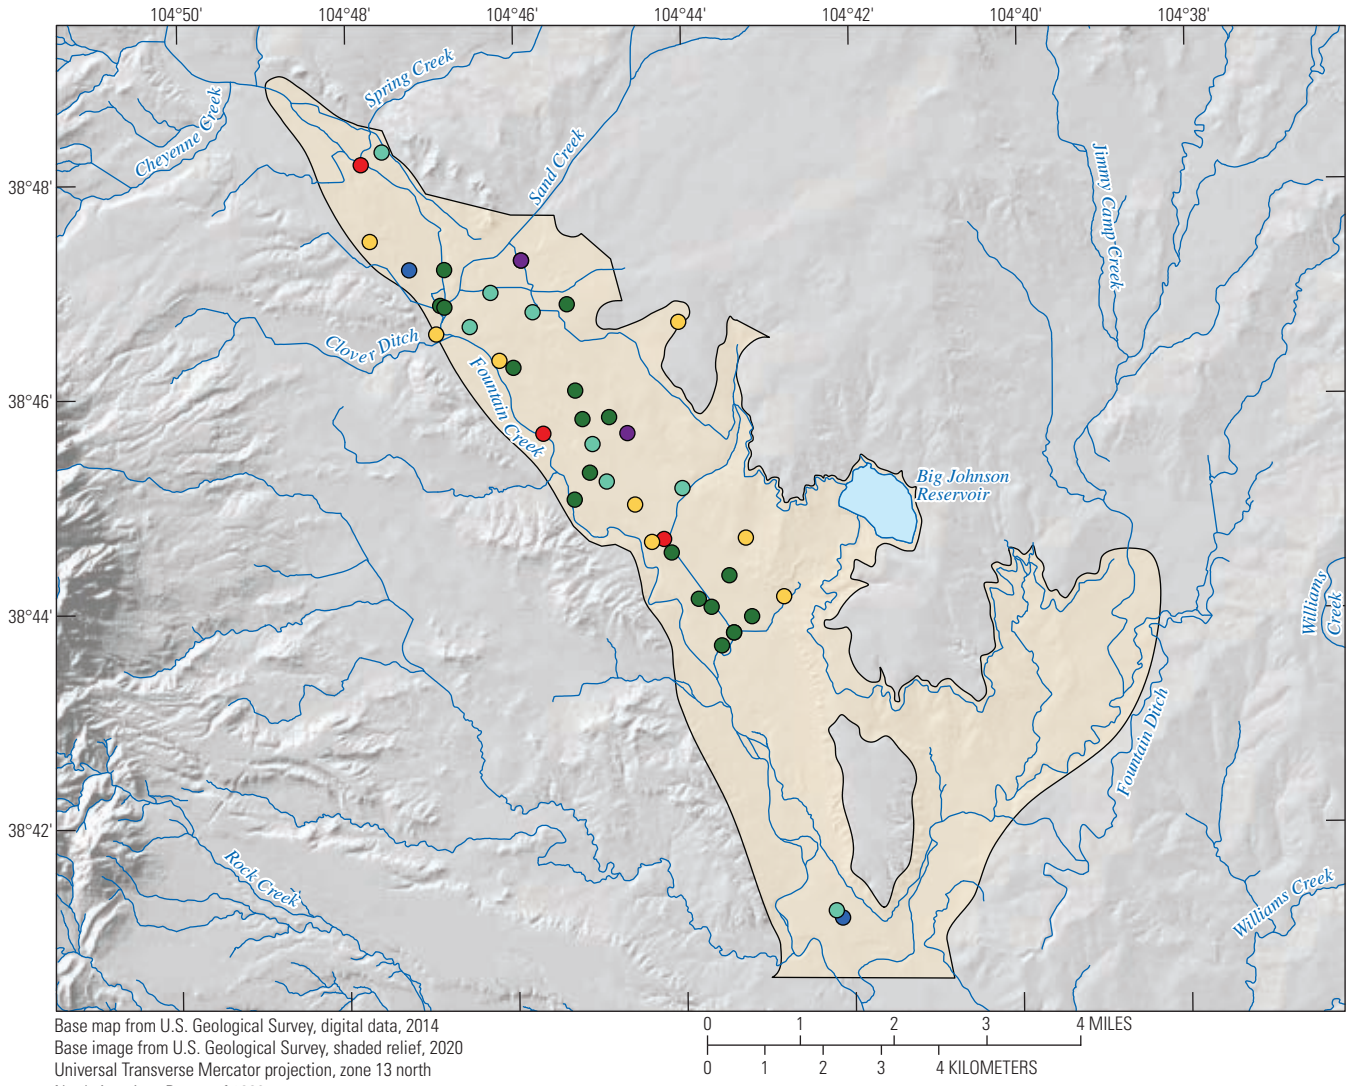 104°50' 104°48' 104°46' 104°44' 104°42' 104°40' 104°38'
Spring Creek
Cheyenne Creek
Sand Creek
Jimmy Camp Creek
38°48'
Clover Ditch
Fountain Creek
38°46'
Big Johnson
Reservoir
Williams
Creek
38°44'
Fountain Ditch
38°42'
Rock Creek
Williams Creek
Base map from U.S. Geological Survey, digital data, 2014
Base image from U.S. Geological Survey, shaded relief, 2020
Universal Transverse Mercator projection, zone 13 north
0 1 2 3 4 MILES
0 1 2 3 4 KILOMETERS